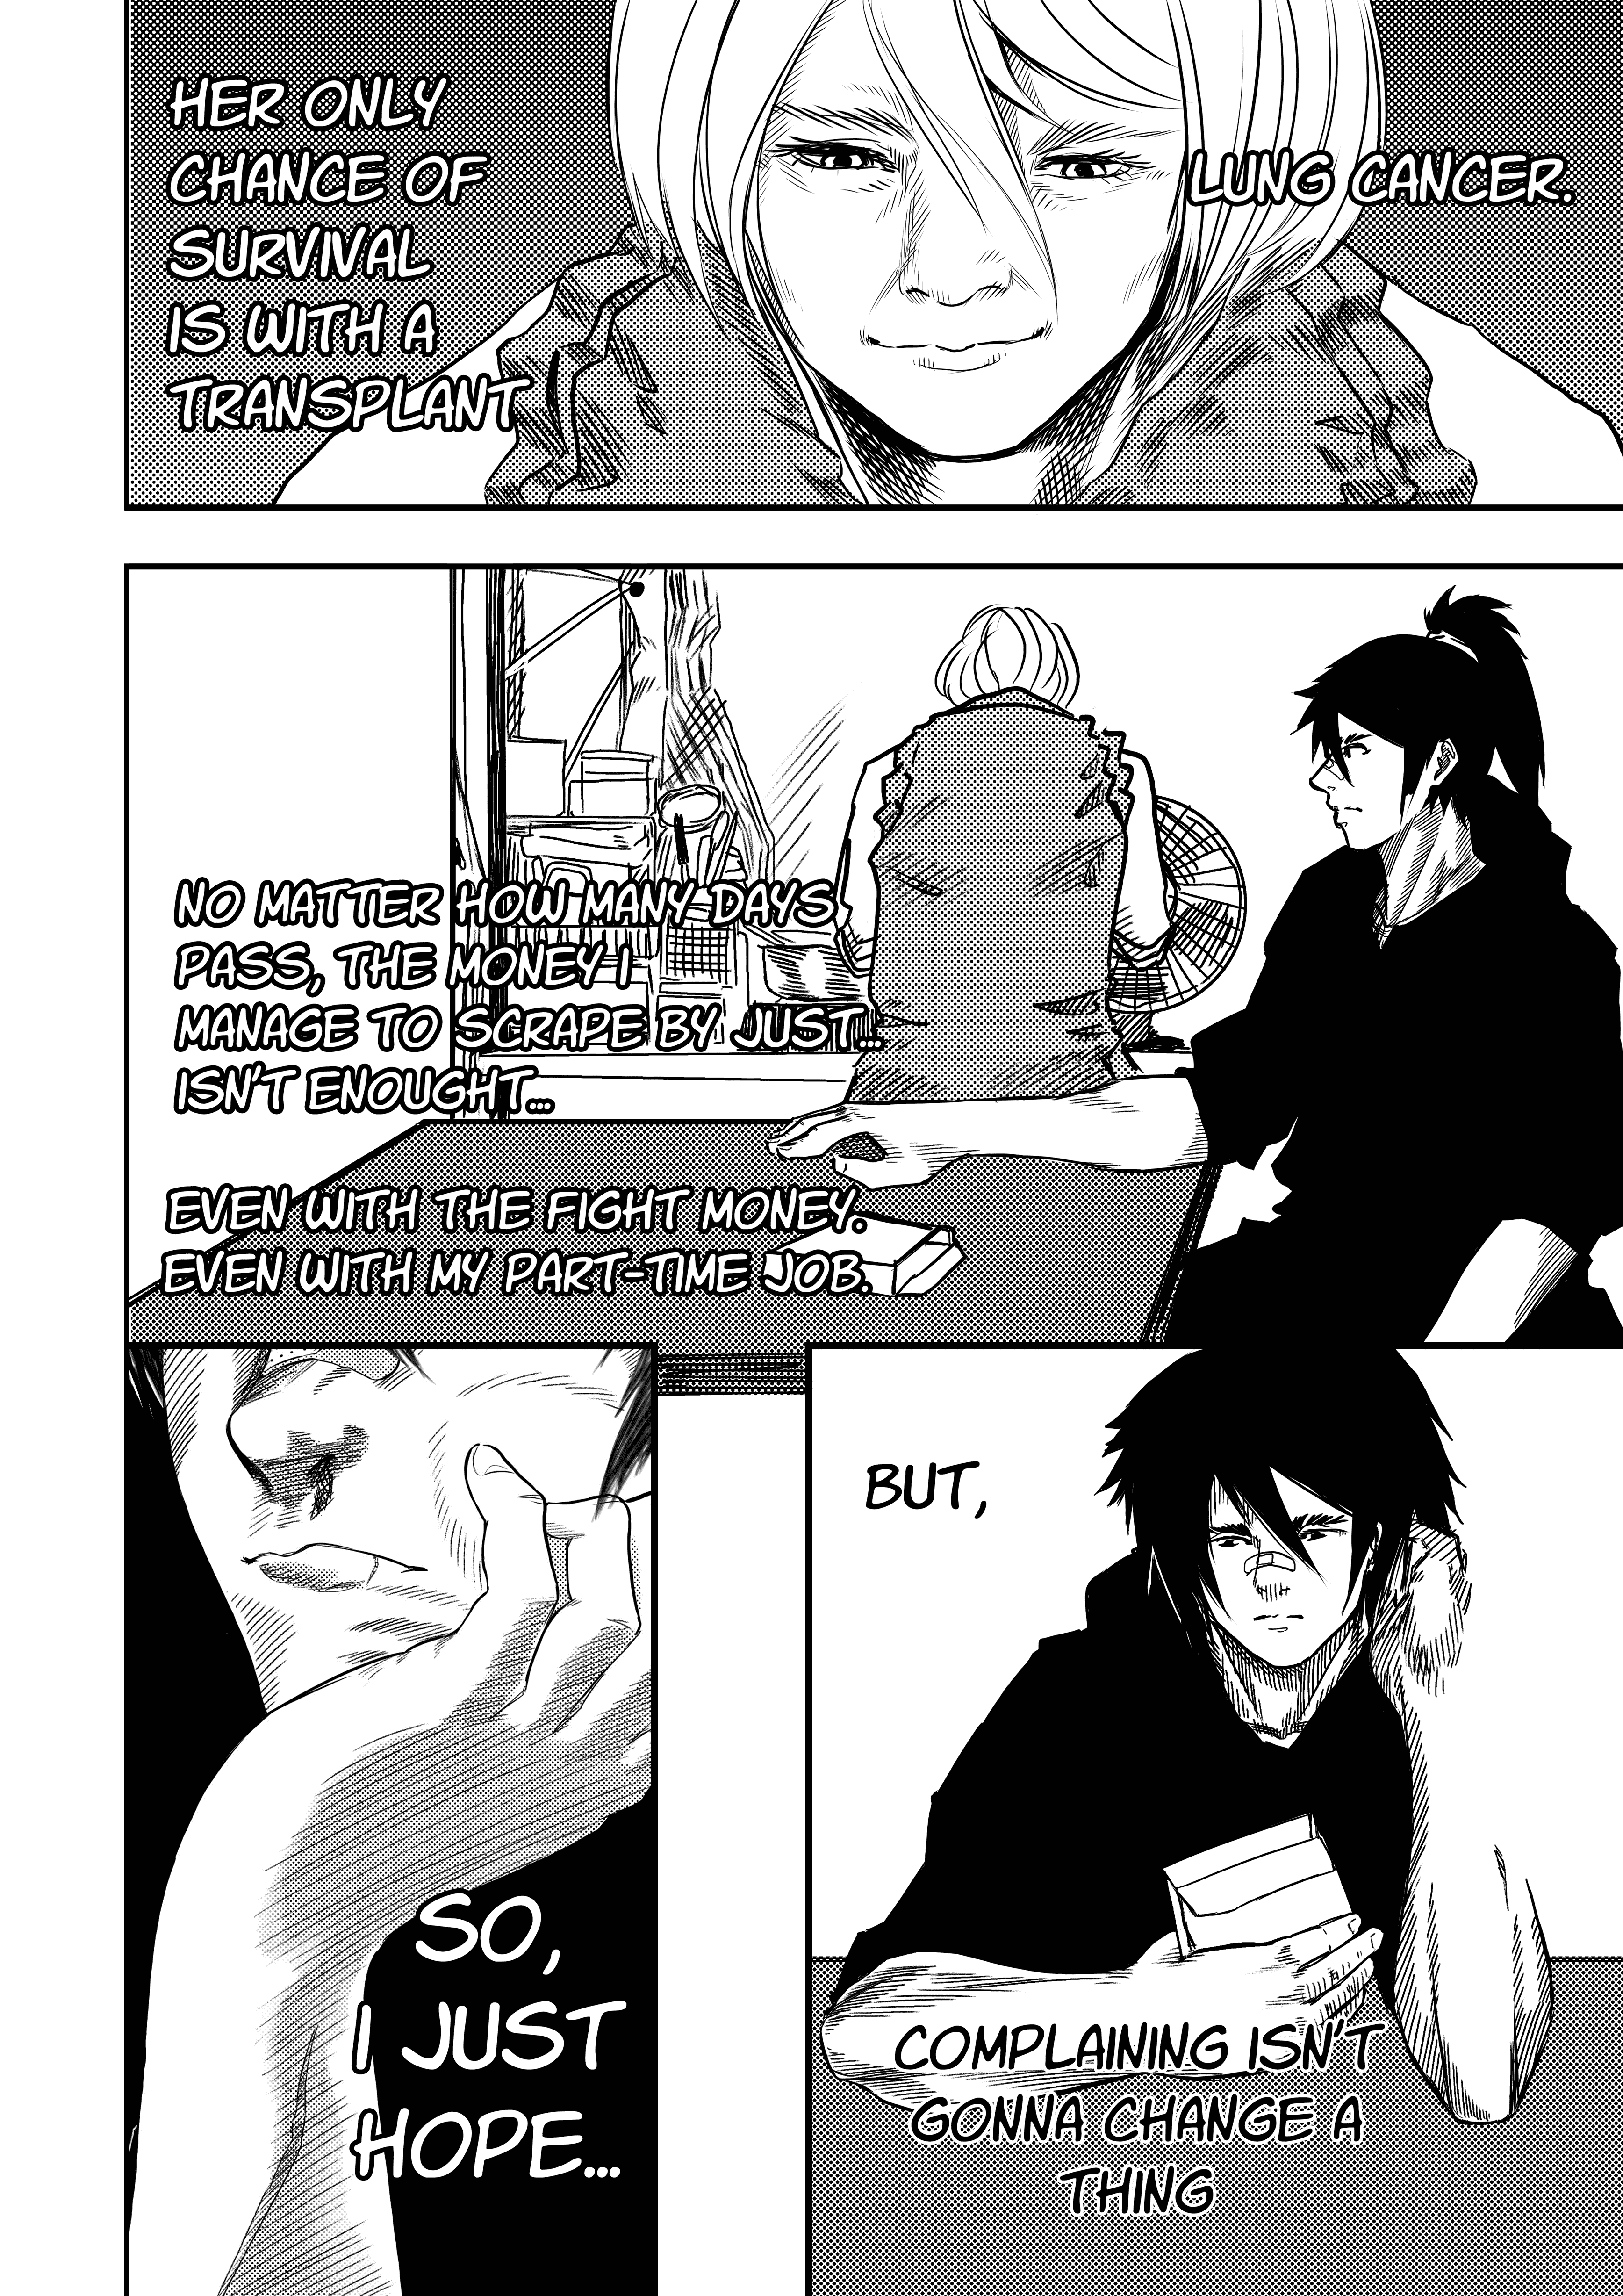 LUNG CANCER.
HER ONLY
CHANCE OF
SURVIVAL
IS WITH A
TRANSPLANT
NO MATTER HOW MANY DAYS
PASS, THE MONEY I
MANAGE TO SCRAPE BY JUST...
ISN'T ENOUGHT...
EVEN WITH THE FIGHT MONEY.
EVEN WITH MY PART-TIME JOB.
BUT,
COMPLAINING ISN'T
GONNA CHANGE A
THING
SO,
I JUST
HOPE...